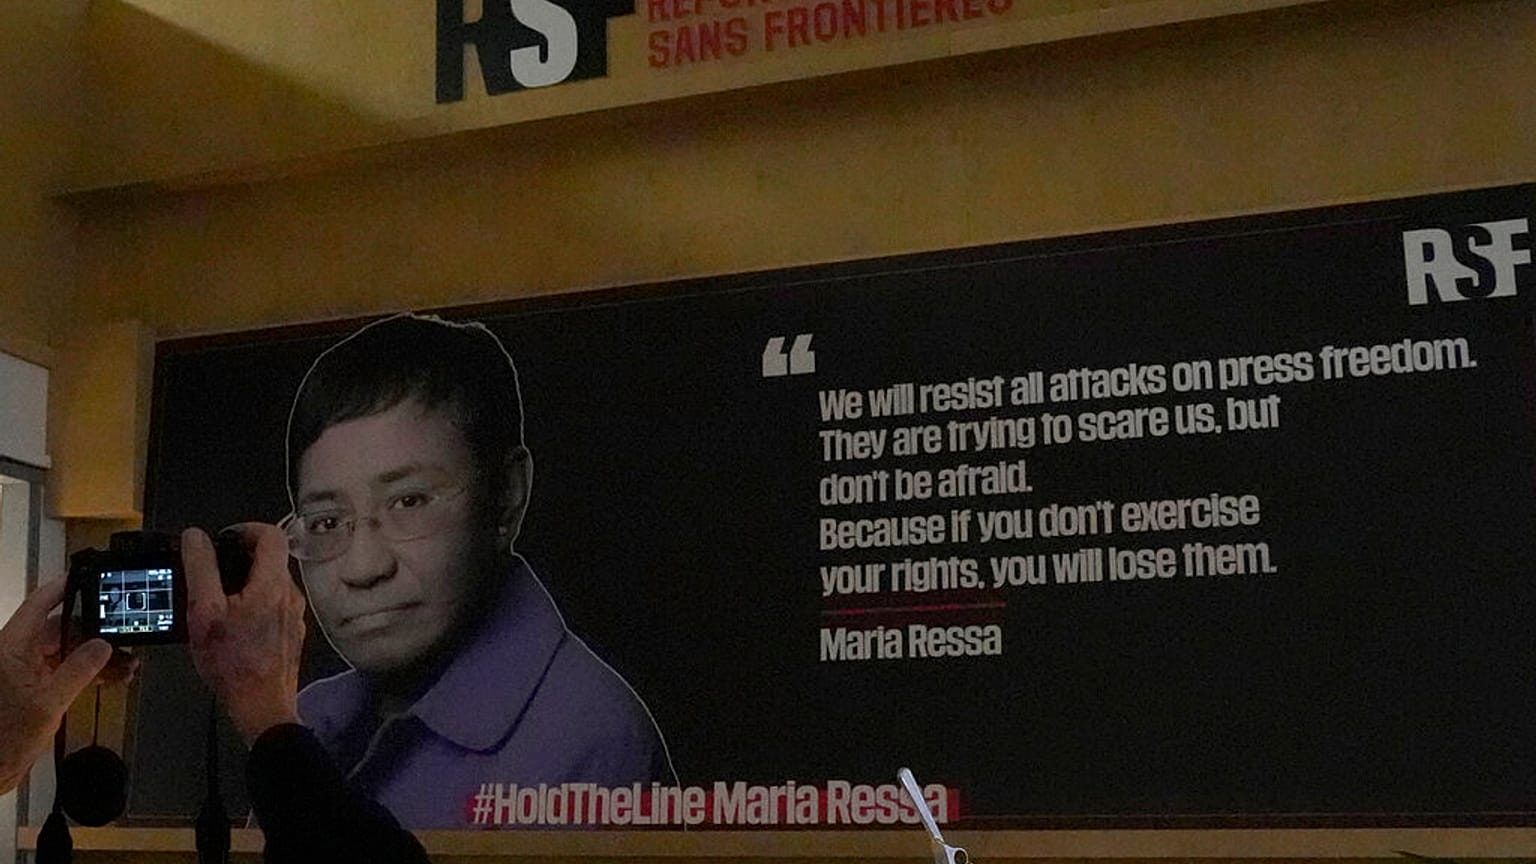 RSF
SANS FRONTIÈRES
RSF
“
We will resist all attacks on press freedom.
They are trying to scare us, but
don't be afraid.
Because if you don't exercise
your rights, you will lose them.
Maria Ressa
#HoldTheLine Maria Ressa